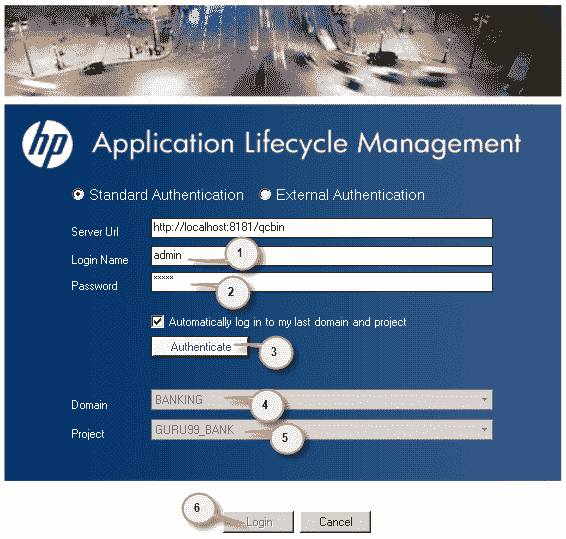 hp Application Lifecycle Management
Standard Authentication External Authentication
Server Url http://localhost:8181/qcbin
Login Name admin 1
Password xxxxx 2
Automatically log in to my last domain and project
Authenticate 3
Domain BANKING 4
Project GURU99_BANK 5
6 Login Cancel